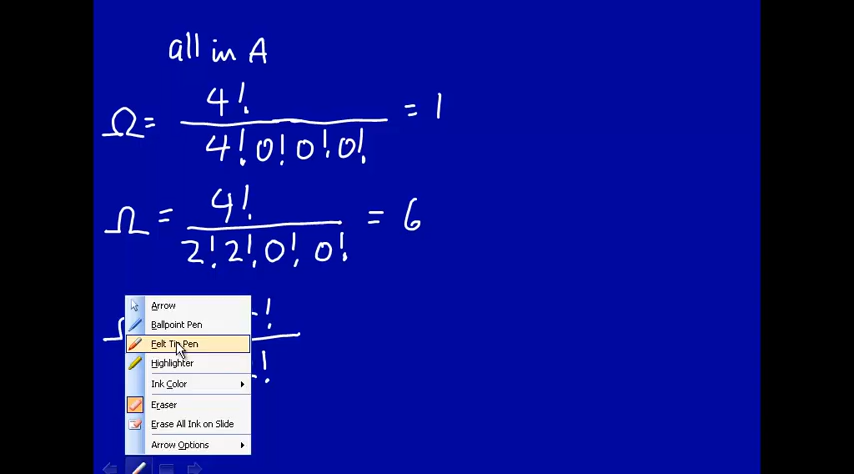 all in A
Ω = 4! / 4! 0! 0! 0! = 1
Ω = 4! / 2! 2! 0! 0! = 6
!
!
Arrow
Ballpoint Pen
Felt Tip Pen
Highlighter
Ink Color
Eraser
Erase All Ink on Slide
Arrow Options